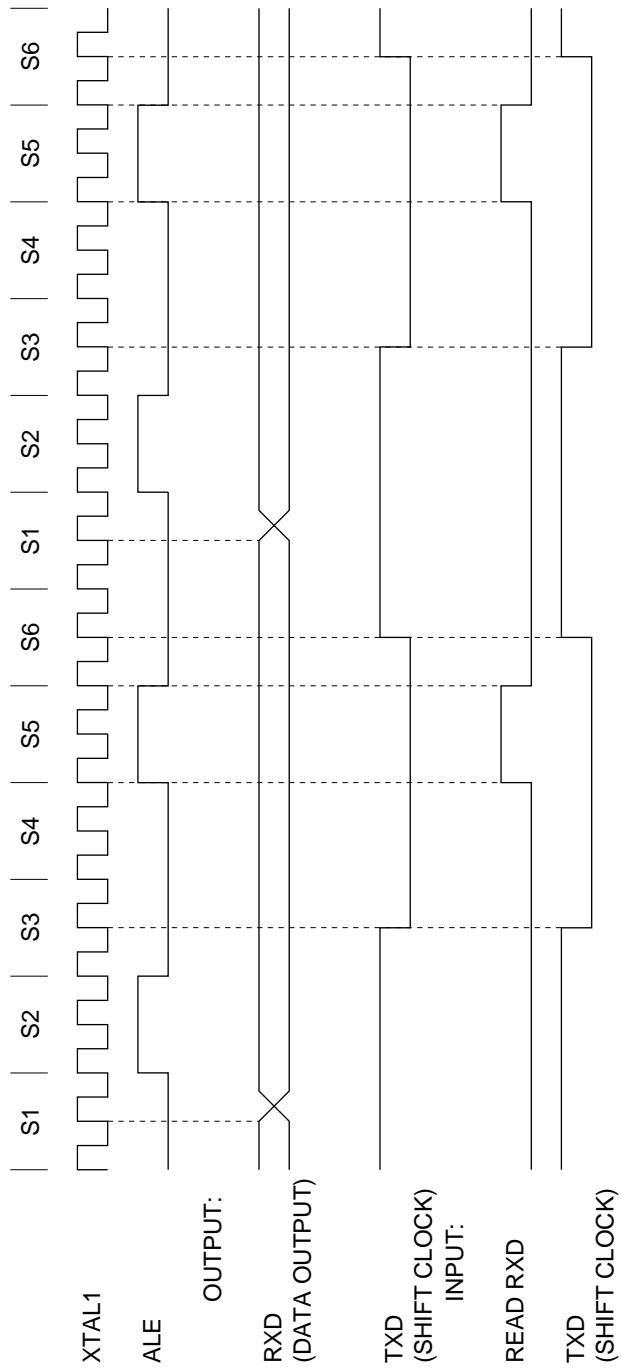 S1 S2 S3 S4 S5 S6 S1 S2 S3 S4 S5 S6
XTAL1
ALE
OUTPUT:
RXD
(DATA OUTPUT)
TXD
(SHIFT CLOCK)
INPUT:
READ RXD
TXD
(SHIFT CLOCK)